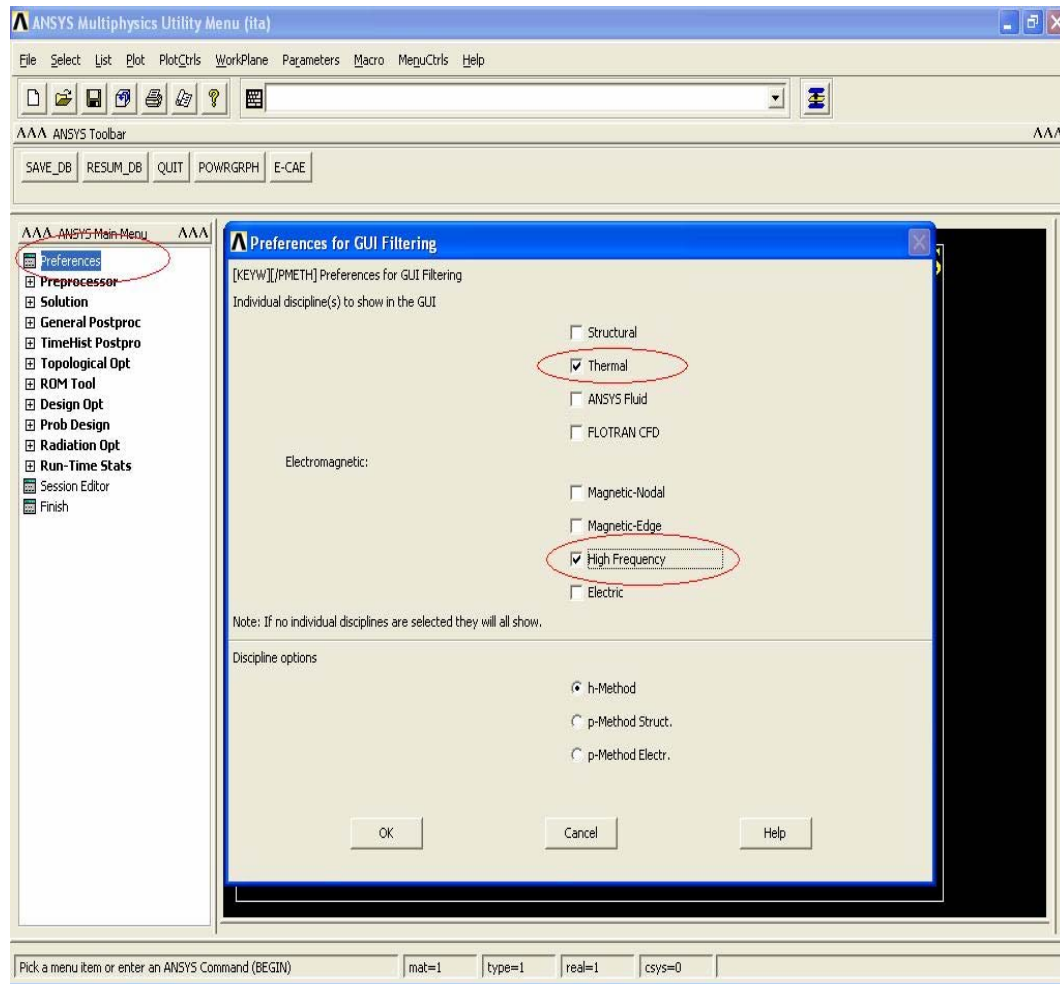 ANSYS Multiphysics Utility Menu (ita)
File Select List Plot PlotCtrls WorkPlane Parameters Macro MenuCtrls Help
ANSYS Toolbar
SAVE_DB RESUM_DB QUIT POWRGRPH E-CAE
ANSYS Main Menu
Preferences
Preprocessor
Solution
General Postproc
TimeHist Postpro
Topological Opt
ROM Tool
Design Opt
Prob Design
Radiation Opt
Run-Time Stats
Session Editor
Finish
Preferences for GUI Filtering
[KEYW][/PMETH] Preferences for GUI Filtering
Individual discipline(s) to show in the GUI
Structural
Thermal
ANSYS Fluid
FLOTRAN CFD
Electromagnetic:
Magnetic-Nodal
Magnetic-Edge
High Frequency
Electric
Note: If no individual disciplines are selected they will all show.
Discipline options
h-Method
p-Method Struct.
p-Method Electr.
OK Cancel Help
Pick a menu item or enter an ANSYS Command (BEGIN) mat=1 type=1 real=1 csys=0